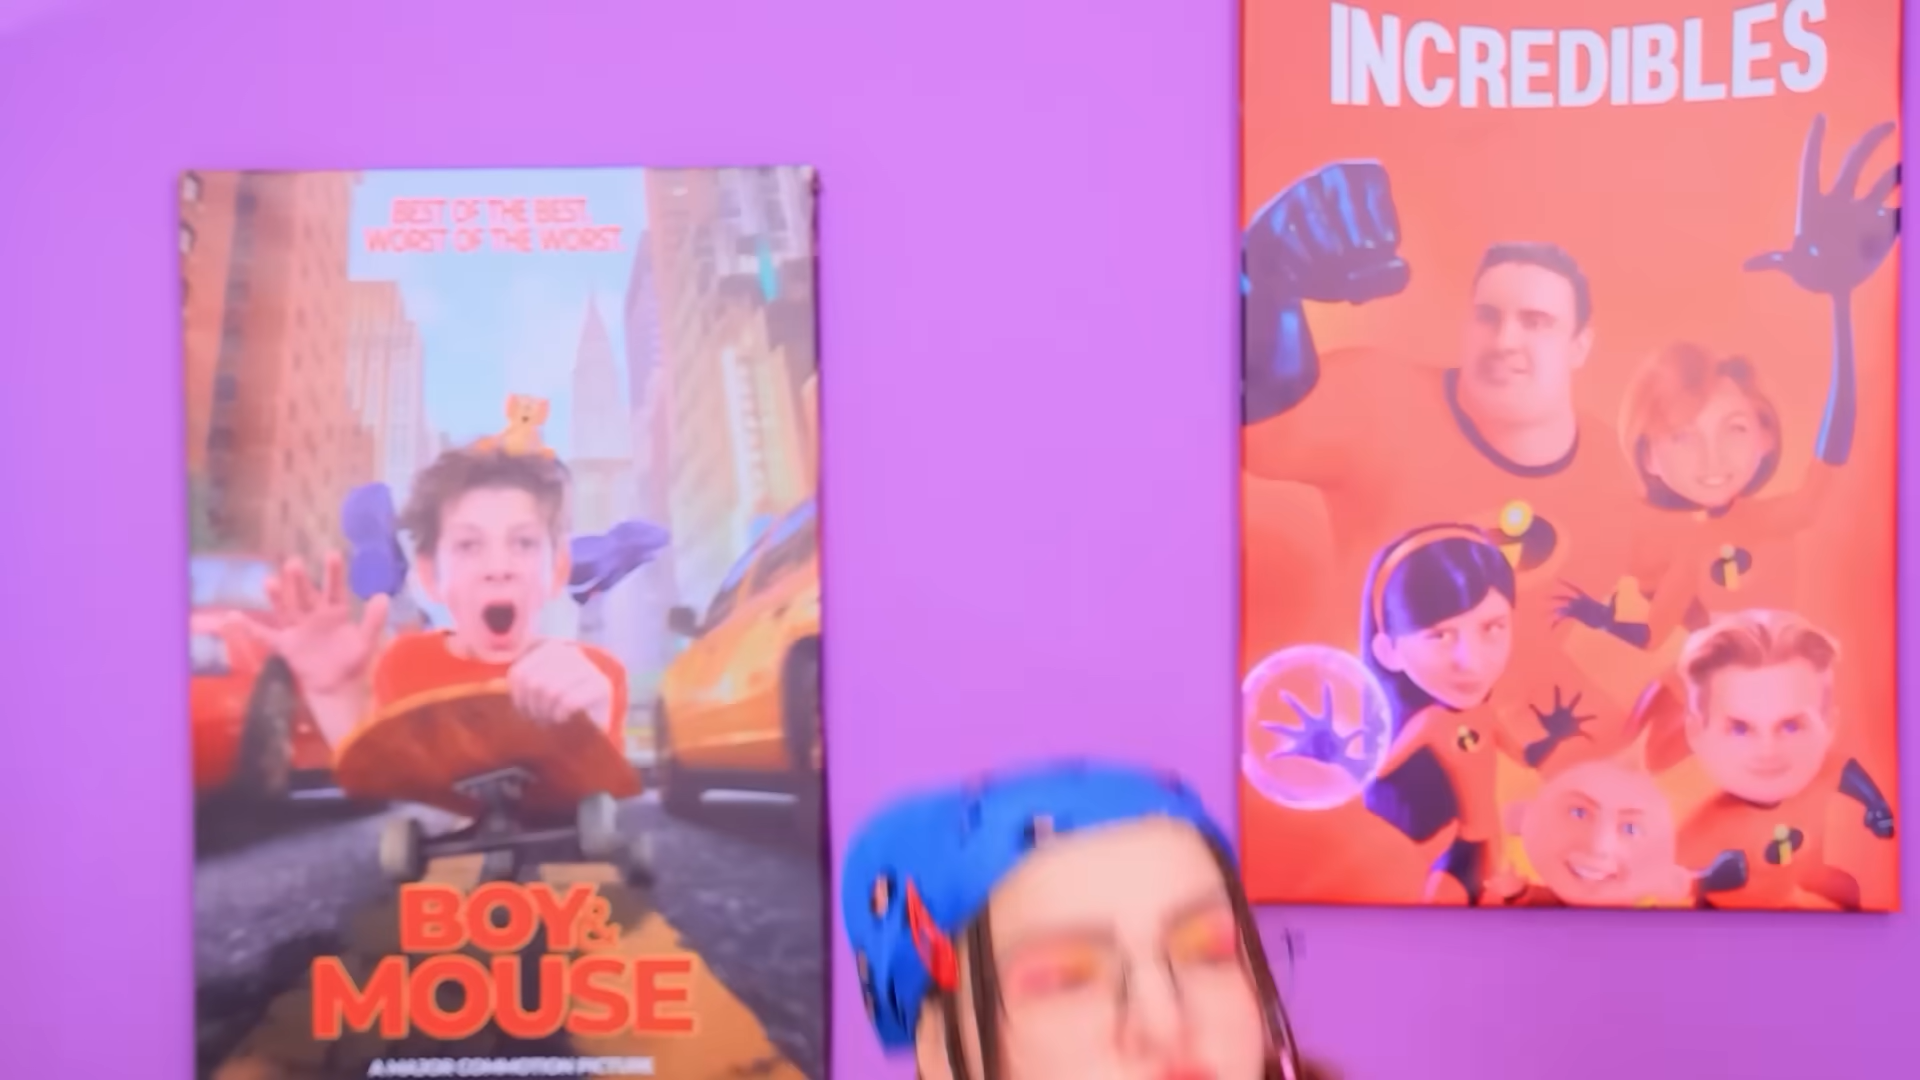 BEST OF THE BEST.
WORST OF THE WORST.
BOY &
MOUSE
A MAJOR COMMOTION PICTURE
INCREDIBLES